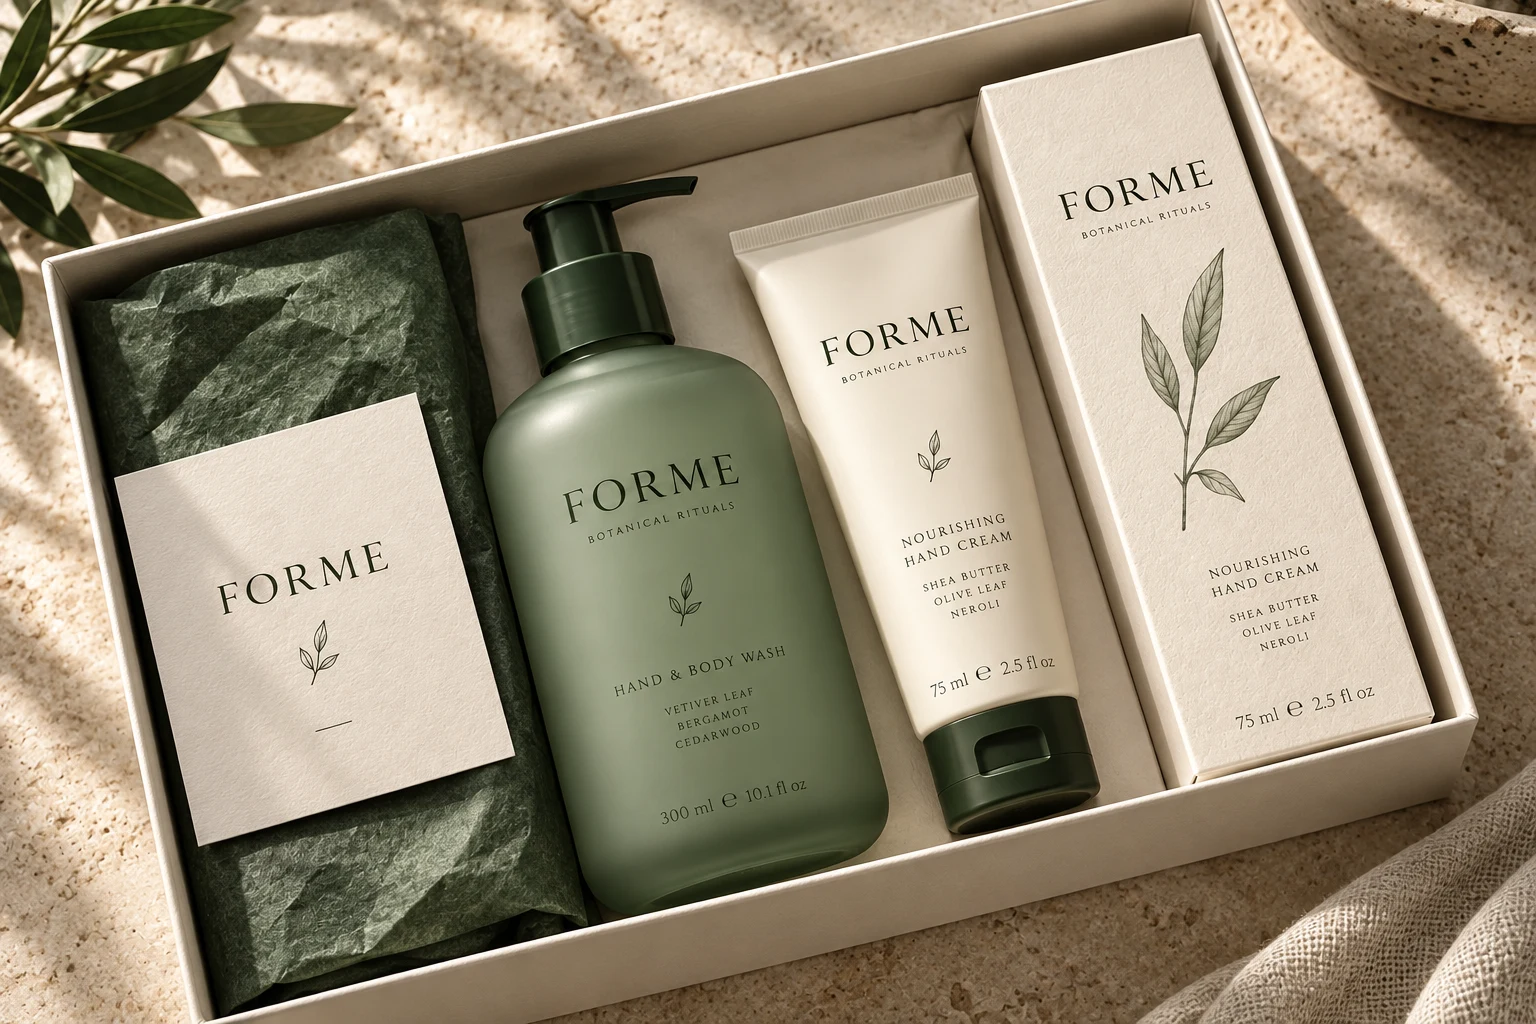 FORME
FORME
BOTANICAL RITUALS
HAND & BODY WASH
VETIVER LEAF
BERGAMOT
CEDARWOOD
300 ml ℮ 10.1 fl oz
FORME
BOTANICAL RITUALS
NOURISHING
HAND CREAM
SHEA BUTTER
OLIVE LEAF
NEROLI
75 ml ℮ 2.5 fl oz
FORME
BOTANICAL RITUALS
NOURISHING
HAND CREAM
SHEA BUTTER
OLIVE LEAF
NEROLI
75 ml ℮ 2.5 fl oz